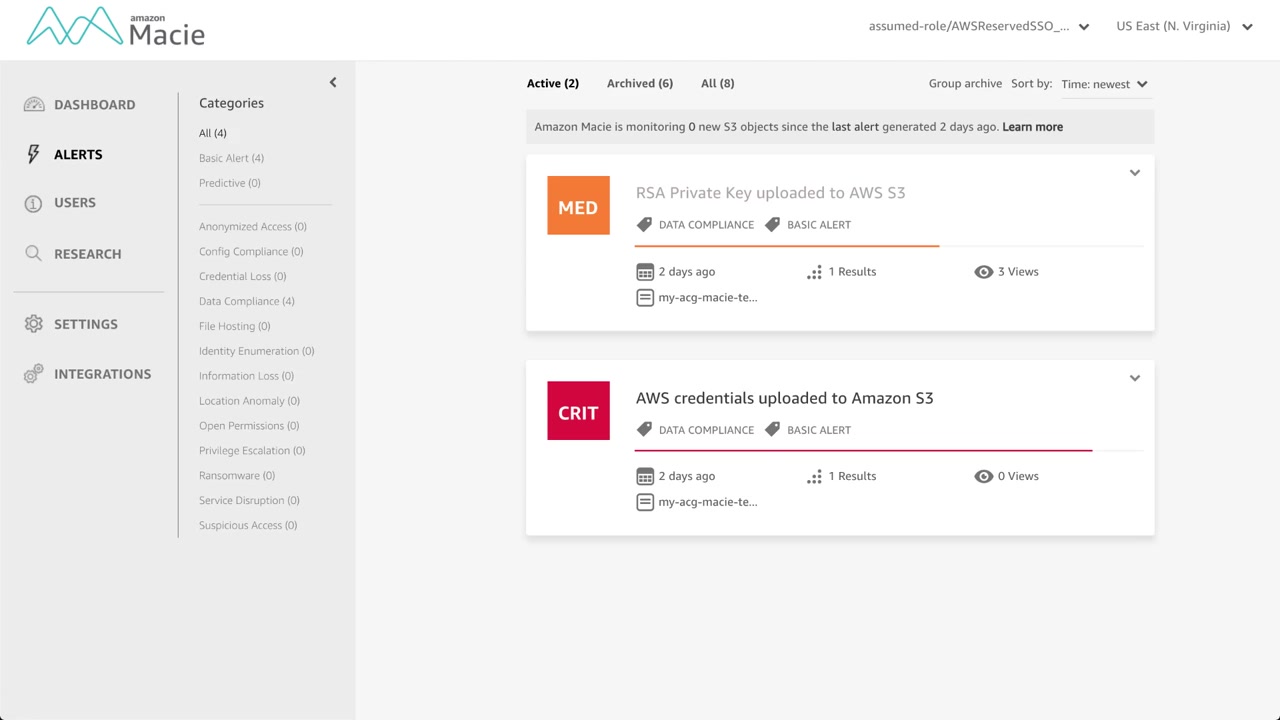 amazon
Macie
assumed-role/AWSReservedSSO_...
US East (N. Virginia)
DASHBOARD
ALERTS
USERS
RESEARCH
SETTINGS
INTEGRATIONS
Categories
All (4)
Basic Alert (4)
Predictive (0)
Anonymized Access (0)
Config Compliance (0)
Credential Loss (0)
Data Compliance (4)
File Hosting (0)
Identity Enumeration (0)
Information Loss (0)
Location Anomaly (0)
Open Permissions (0)
Privilege Escalation (0)
Ransomware (0)
Service Disruption (0)
Suspicious Access (0)
Active (2) Archived (6) All (8) Group archive Sort by: Time: newest
Amazon Macie is monitoring 0 new S3 objects since the last alert generated 2 days ago. Learn more
MED
RSA Private Key uploaded to AWS S3
DATA COMPLIANCE BASIC ALERT
2 days ago 1 Results 3 Views
my-acg-macie-te...
CRIT
AWS credentials uploaded to Amazon S3
DATA COMPLIANCE BASIC ALERT
2 days ago 1 Results 0 Views
my-acg-macie-te...